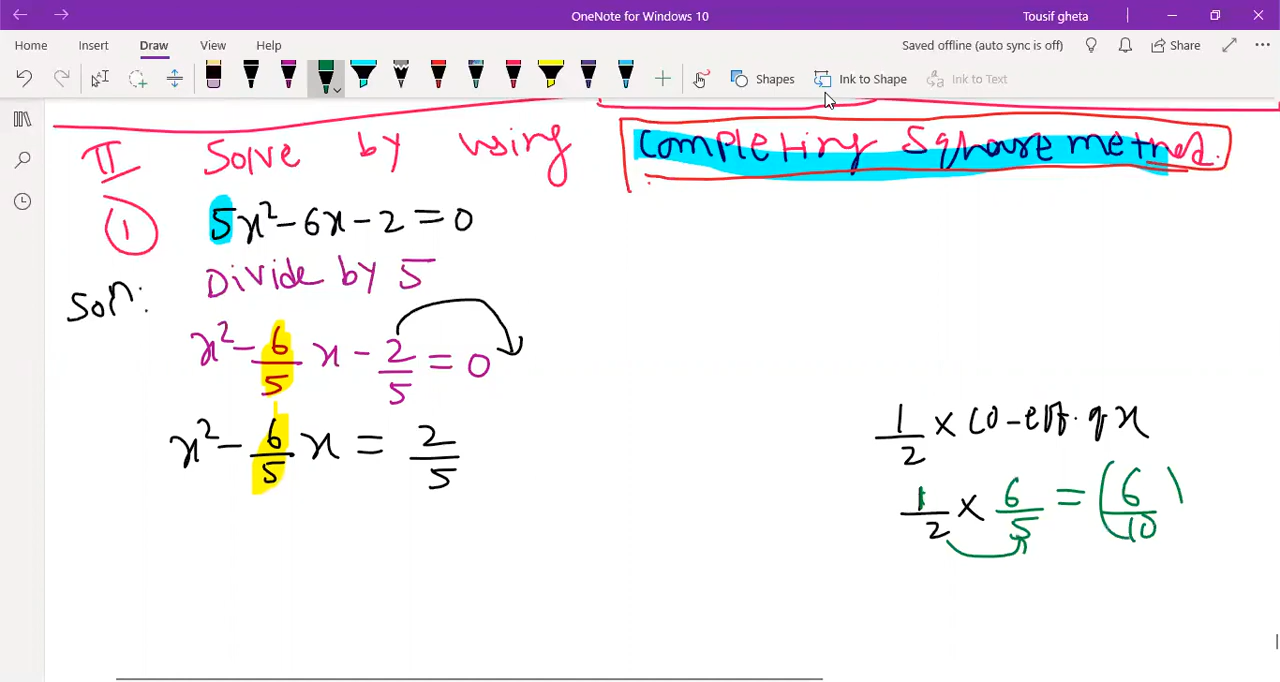 OneNote for Windows 10
Tousif gheta
Home Insert Draw View Help
Saved offline (auto sync is off)
Share
Shapes
Ink to Shape
Ink to Text
II Solve by using Completing Square method.
① 5x² - 6x - 2 = 0
Divide by 5
Soln:
x² - 6/5 x - 2/5 = 0
x² - 6/5 x = 2/5
1/2 × co-eff. of x
1/2 × 6/5 = (6/10)